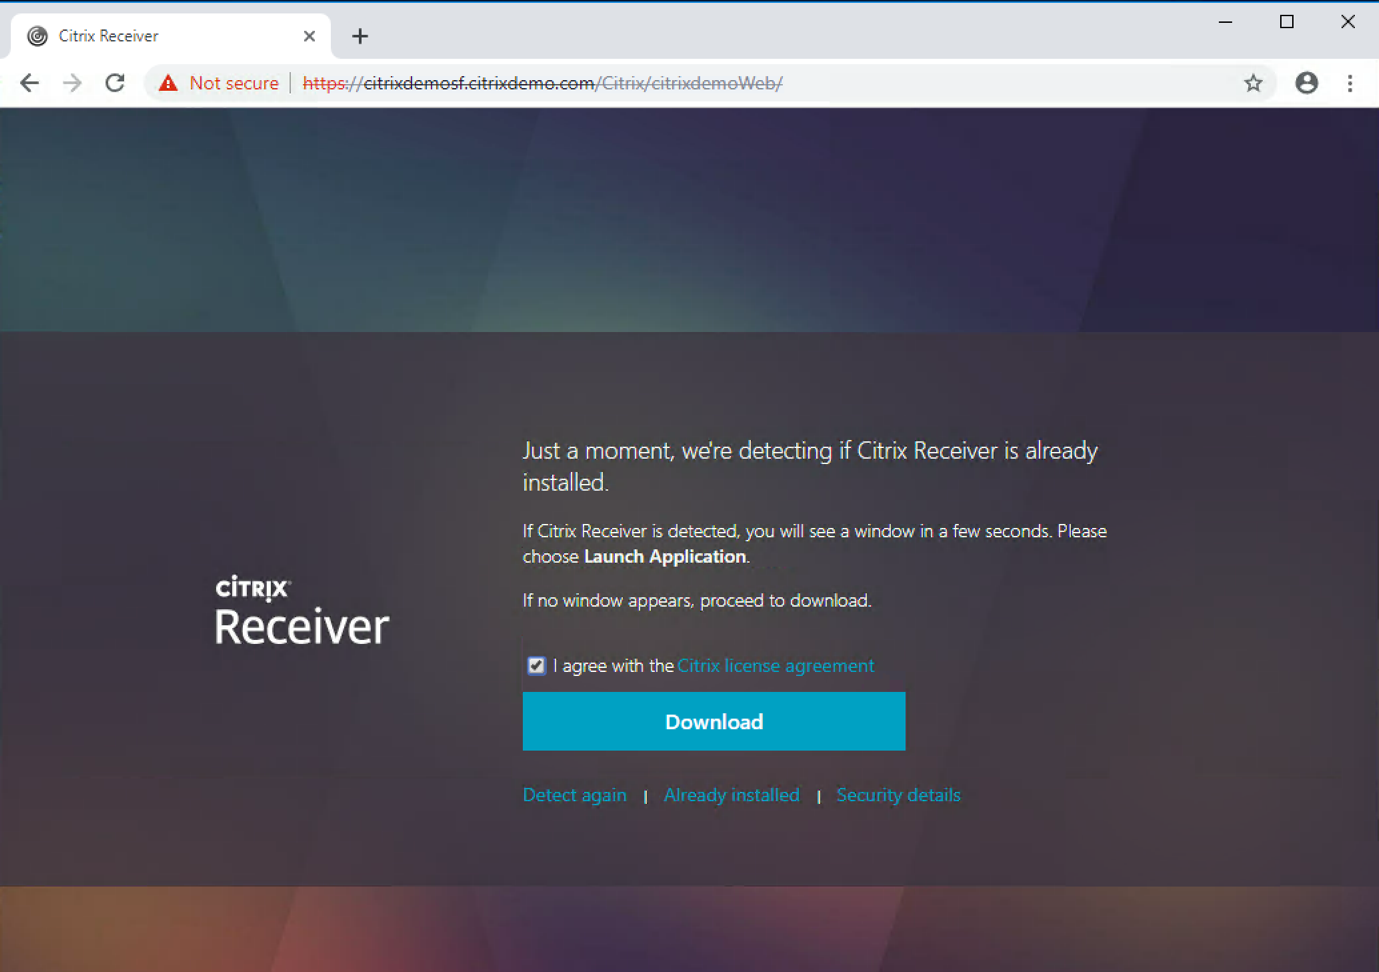 Citrix Receiver
Not secure | https://citrixdemosf.citrixdemo.com/Citrix/citrixdemoWeb/
Just a moment, we're detecting if Citrix Receiver is already
installed.
If Citrix Receiver is detected, you will see a window in a few seconds. Please
choose Launch Application.
If no window appears, proceed to download.
CITRIX
Receiver
I agree with the Citrix license agreement
Download
Detect again | Already installed | Security details